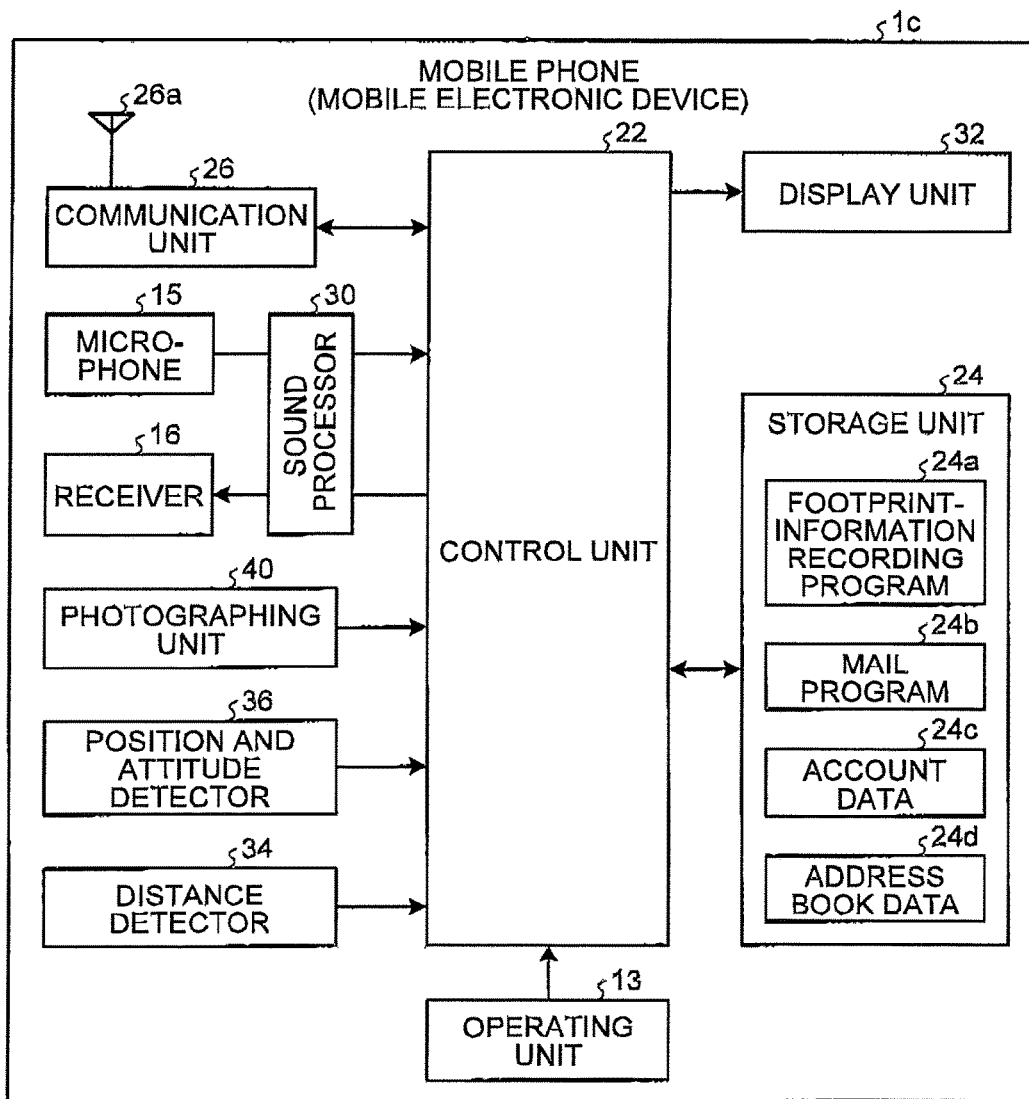 1c
MOBILE PHONE
(MOBILE ELECTRONIC DEVICE)
26a
26
COMMUNICATION
UNIT
15
MICRO-
PHONE
30
SOUND
PROCESSOR
16
RECEIVER
40
PHOTOGRAPHING
UNIT
36
POSITION AND
ATTITUDE
DETECTOR
34
DISTANCE
DETECTOR
22
CONTROL UNIT
13
OPERATING
UNIT
32
DISPLAY UNIT
24
STORAGE UNIT
24a
FOOTPRINT-
INFORMATION
RECORDING
PROGRAM
24b
MAIL
PROGRAM
24c
ACCOUNT
DATA
24d
ADDRESS
BOOK DATA